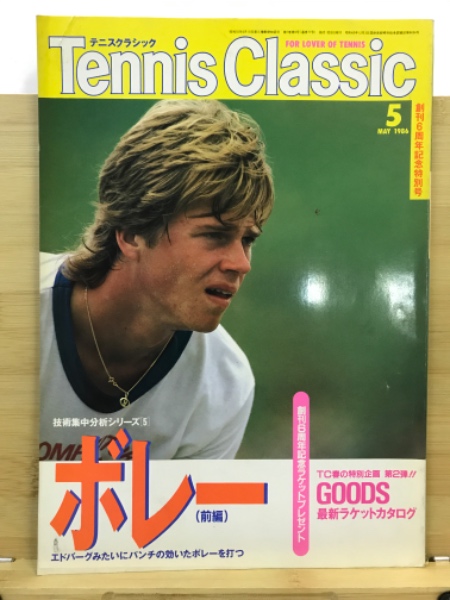 テニスクラシック
FOR LOVER OF TENNIS
Tennis Classic
5
MAY 1986
創刊6周年記念特別号
技術集中分析シリーズ5
ボレー
(前編)
エドバーグみたいにパンチの効いたボレーを打つ
創刊6周年記念ラケットプレゼント
TC春の特別企画 第2弾!!
GOODS
最新ラケットカタログ